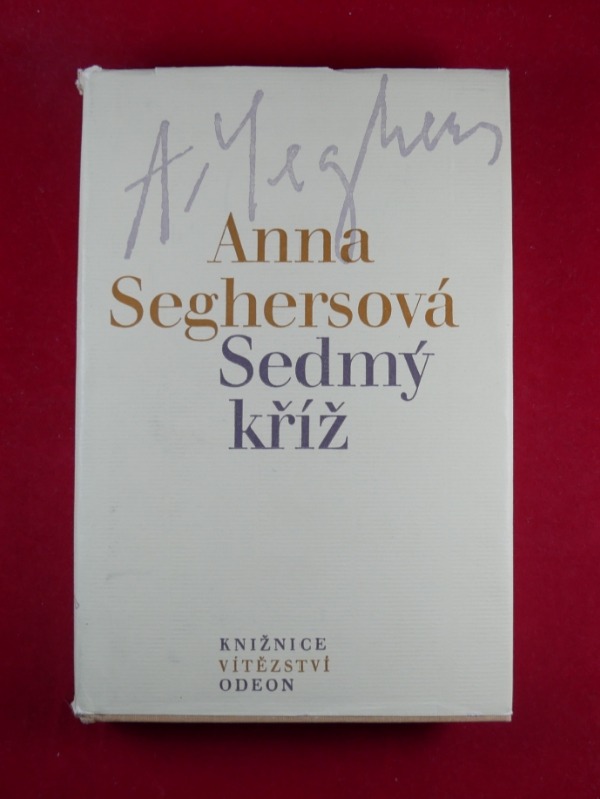 A. Seghers
Anna
Seghersová
Sedmý
kříž
KNIŽNICE
VÍTĚZSTVÍ
ODEON